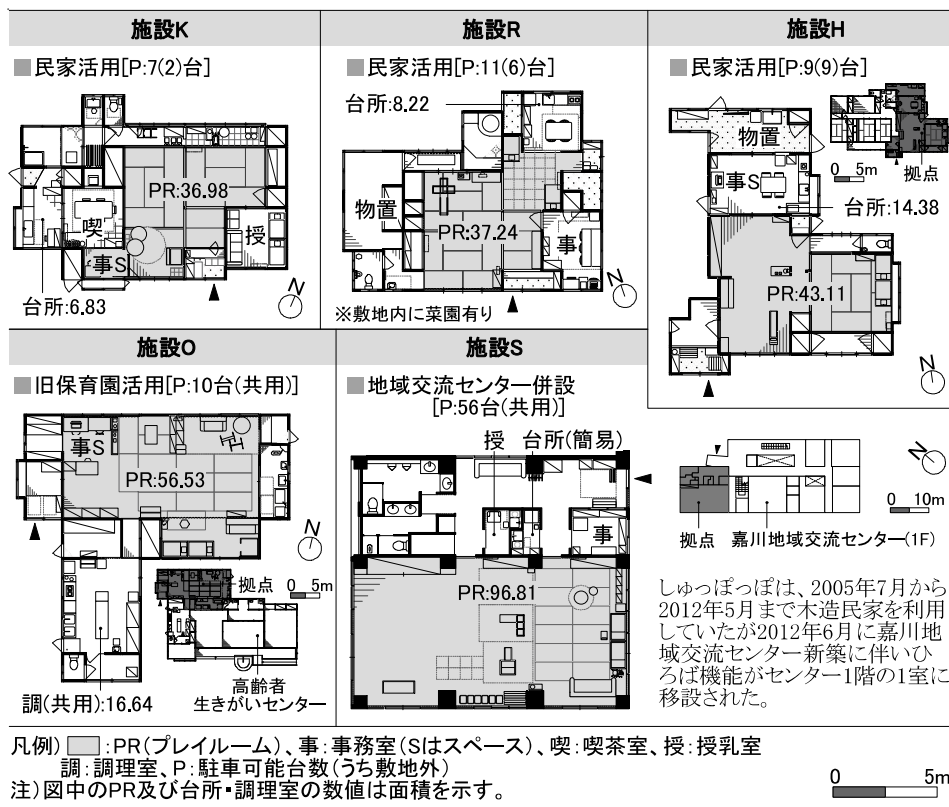 施設K
■民家活用[P:7(2)台]
PR:36.98
喫
授
事S
台所:6.83
N
施設R
■民家活用[P:11(6)台]
台所:8.22
物置
PR:37.24
事
N
※敷地内に菜園有り
施設H
■民家活用[P:9(9)台]
物置
0 5m
拠点
事S
台所:14.38
PR:43.11
N
施設O
■旧保育園活用[P:10台(共用)]
事S
PR:56.53
N
拠点 0 5m
調(共用):16.64
高齢者
生きがいセンター
施設S
■地域交流センター併設
[P:56台(共用)]
授 台所(簡易)
事
PR:96.81
N
0 10m
拠点 嘉川地域交流センター(1F)
しゅっぽっぽは、2005年7月から
2012年5月まで木造民家を利用
していたが2012年6月に嘉川地
域交流センター新築に伴いひ
ろば機能がセンター1階の1室に
移設された。
凡例) :PR(プレイルーム)、事:事務室(Sはスペース)、喫:喫茶室、授:授乳室
調:調理室、P:駐車可能台数(うち敷地外)
注)図中のPR及び台所・調理室の数値は面積を示す。
0 5m